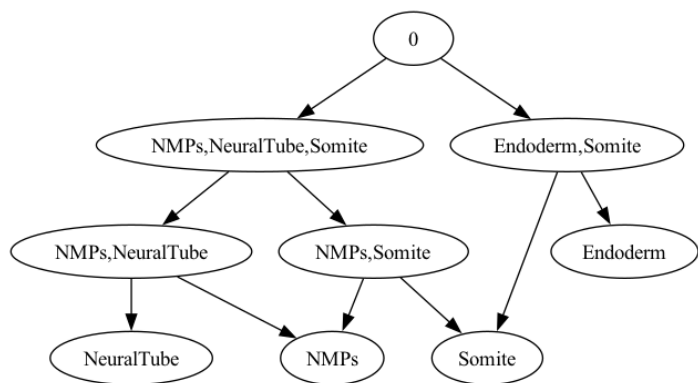 0
NMPs,NeuralTube,Somite
Endoderm,Somite
NMPs,NeuralTube
NMPs,Somite
Endoderm
NeuralTube
NMPs
Somite